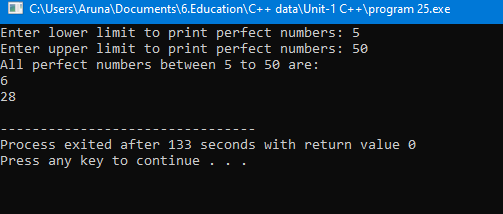 C:\Users\Aruna\Documents\6.Education\C++ data\Unit-1 C++\program 25.exe
Enter lower limit to print perfect numbers: 5
Enter upper limit to print perfect numbers: 50
All perfect numbers between 5 to 50 are:
6
28
--------------------------------
Process exited after 133 seconds with return value 0
Press any key to continue . . .